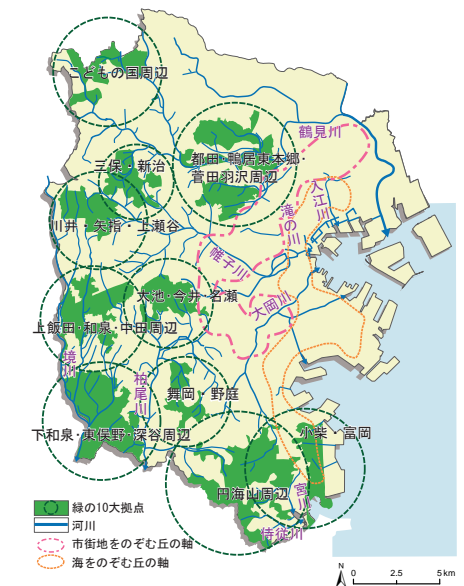 こどもの国周辺
鶴見川
三保・新治
都田・鴨居東本郷
菅田羽沢周辺
入江川
滝の川
川井・矢指・上瀬谷
帷子川
大池・今井・名瀬
大岡川
上飯田・和泉・中田周辺
境川
柏尾川
舞岡・野庭
下和泉・東俣野・深谷周辺
小柴・富岡
円海山周辺
宮川
侍従川
緑の10大拠点
河川
市街地をのぞむ丘の軸
海をのぞむ丘の軸
N
0 2.5 5km